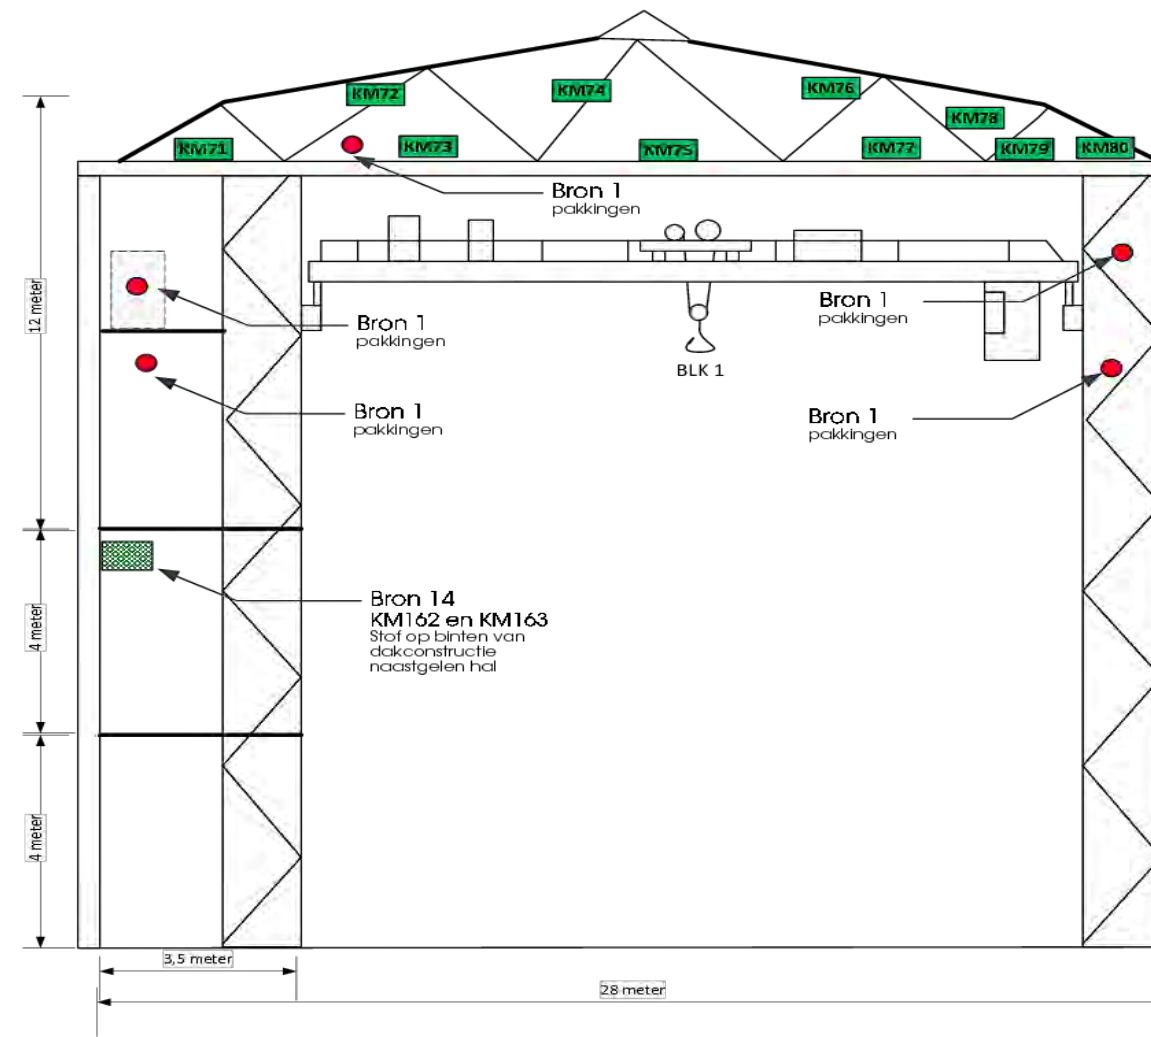 KM72
KM74
KM76
KM78
KM71
KM73
KM75
KM77
KM79
KM80
Bron 1
pakkingen
12 meter
Bron 1
pakkingen
Bron 1
pakkingen
BLK 1
Bron 1
pakkingen
Bron 1
pakkingen
4 meter
Bron 14
KM162 en KM163
Stof op binten van
dakconstructie
naastgelen hal
4 meter
3,5 meter
28 meter